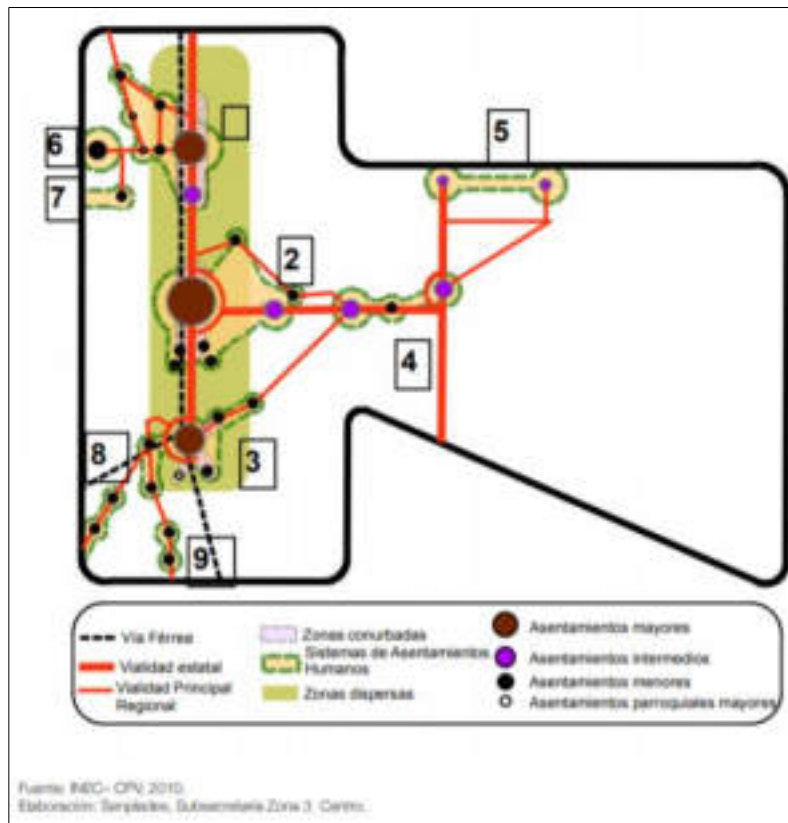 5
6
7
2
4
8
3
9
Vía Férrea
Vialidad estatal
Vialidad Principal
Regional
Zonas conurbadas
Sistemas de Asentamientos
Humanos
Zonas dispersas
Asentamientos mayores
Asentamientos intermedios
Asentamientos menores
Asentamientos parroquiales mayores
Fuente: INEC– CPV, 2010.
Elaboración: Senplades, Subsecretaría Zona 3 Centro.